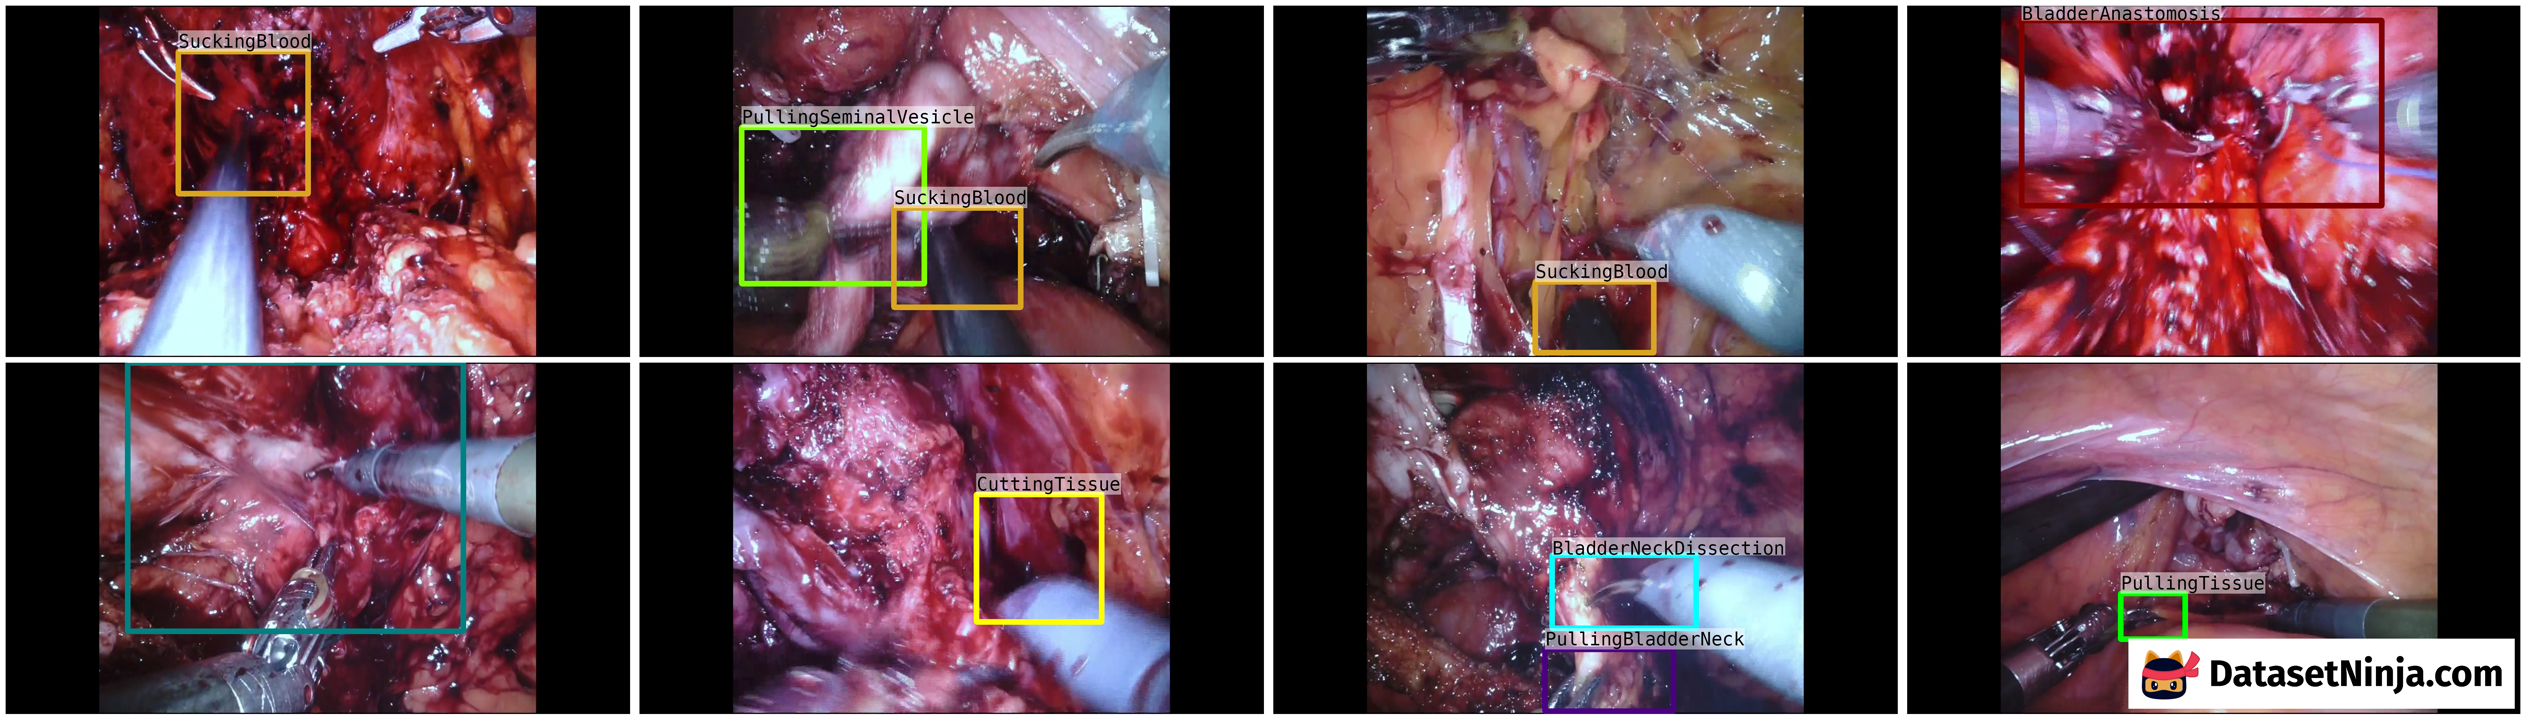 SuckingBlood
PullingSeminalVesicle
SuckingBlood
SuckingBlood
BladderAnastomosis
CuttingTissue
BladderNeckDissection
PullingBladderNeck
PullingTissue
DatasetNinja.com